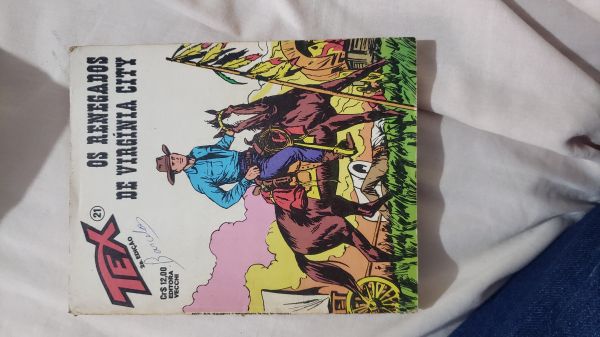 OS RENEGADOS
DE VIRGÍNIA CITY
TEX
21
2ª EDIÇÃO
Cr$ 12,00
EDITORA
VECCHI